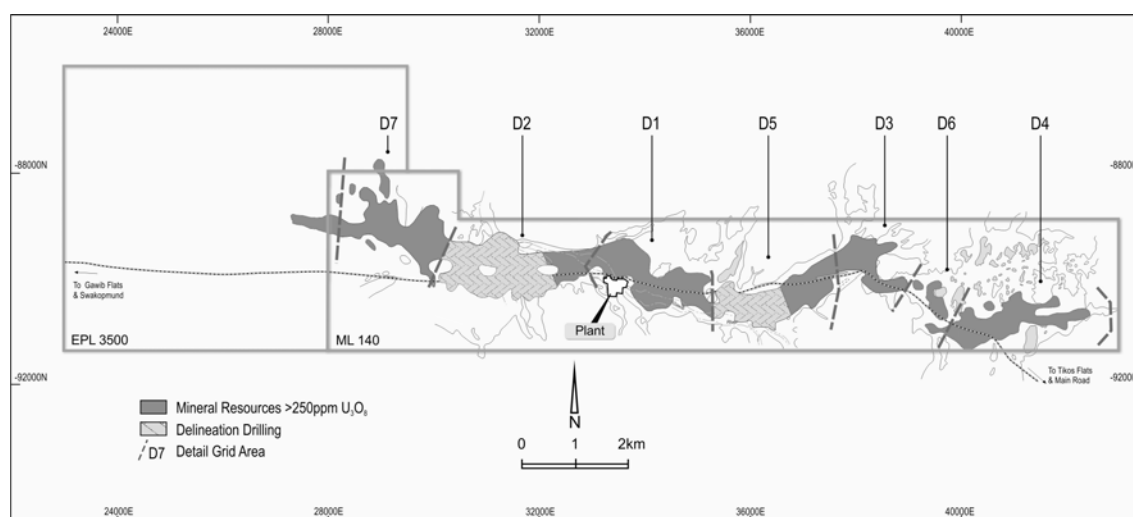 24000E 28000E 32000E 36000E 40000E
D7 D2 D1 D5 D3 D6 D4
-88000N -88000N
To Gawib Flats
& Swakopmund
Plant
EPL 3500 ML 140
To Tikos Flats
& Main Road
-92000N -92000N
Mineral Resources >250ppm U₃O₈
Delineation Drilling
D7 Detail Grid Area
N
0 1 2km
24000E 28000E 32000E 36000E 40000E